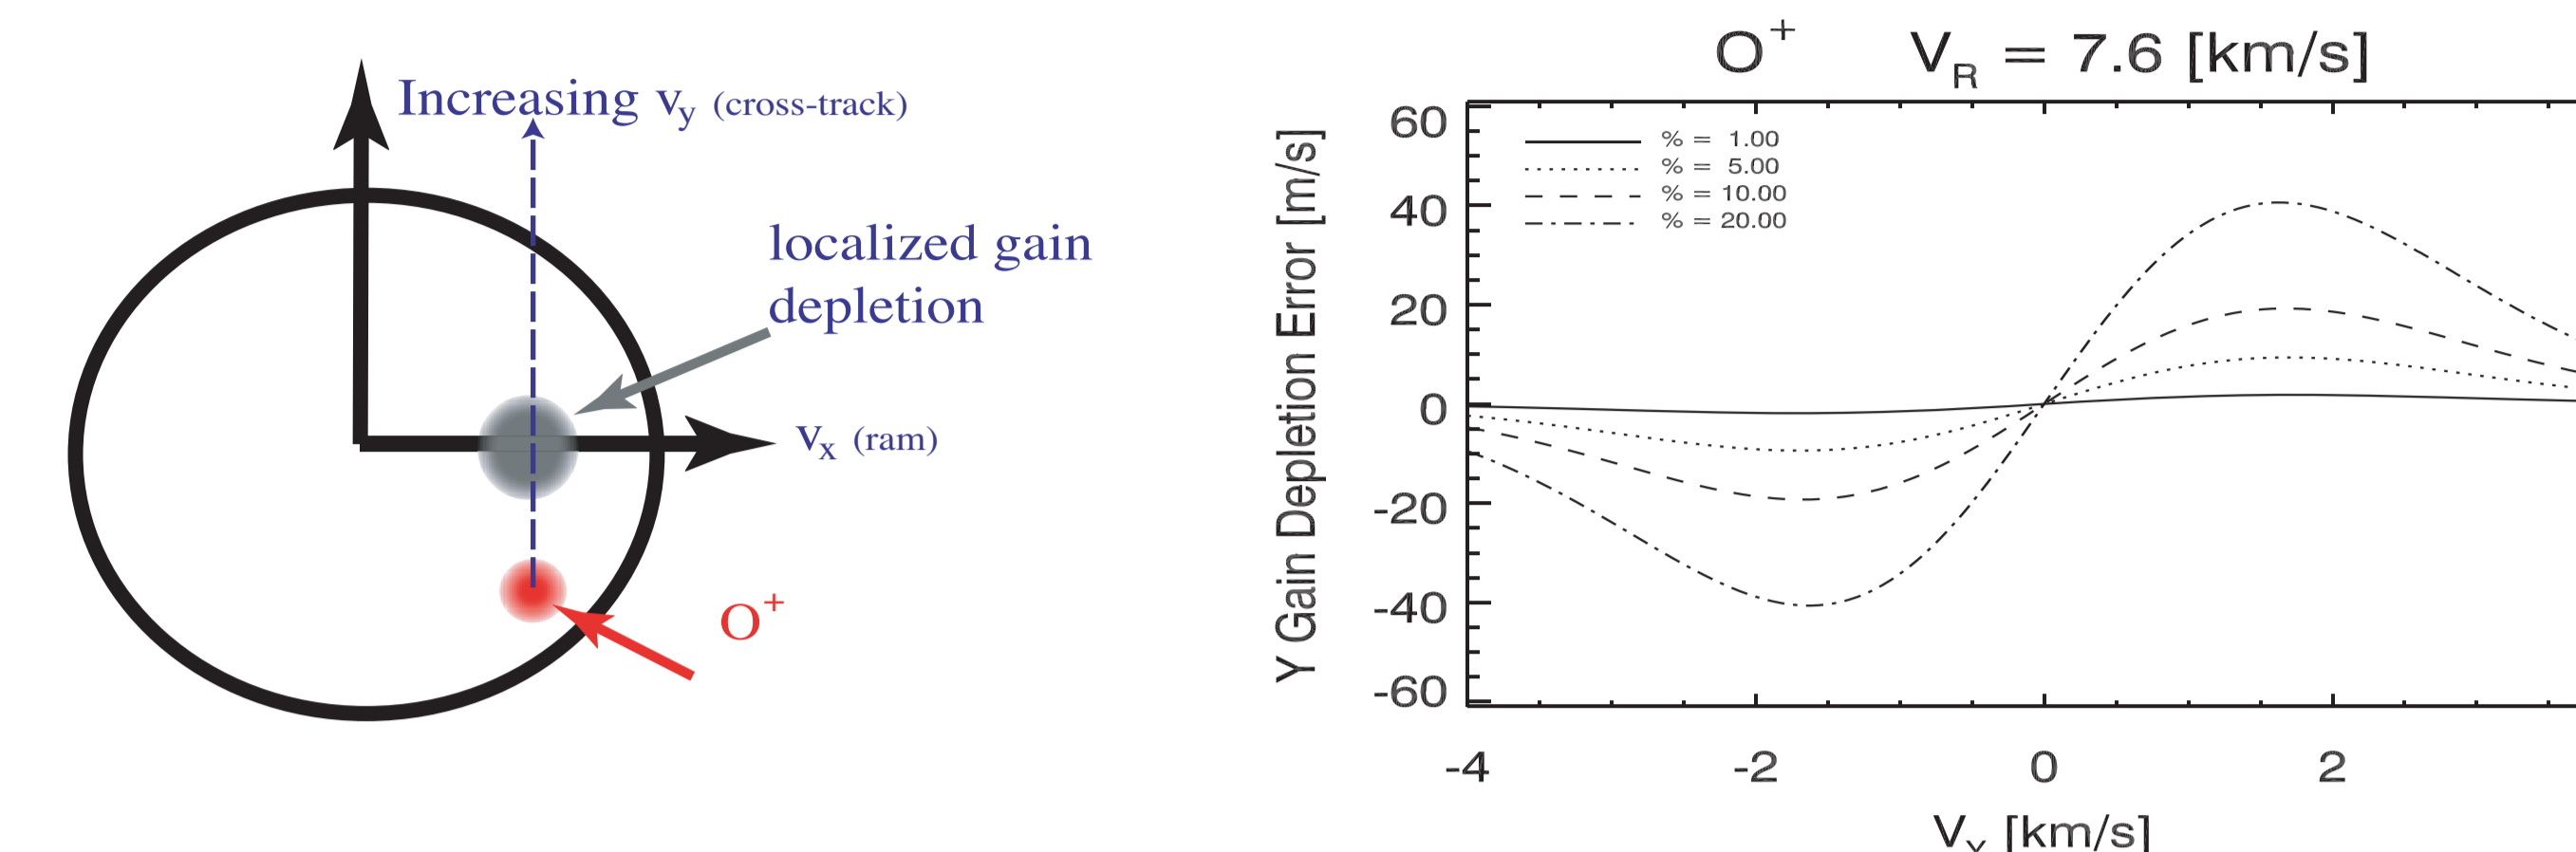 Increasing vy (cross-track)
localized gain
depletion
vx (ram)
O+
O+ VR = 7.6 [km/s]
% = 1.00
% = 5.00
% = 10.00
% = 20.00
Y Gain Depletion Error [m/s]
60
40
20
0
-20
-40
-60
-4 -2 0 2
[km/s]